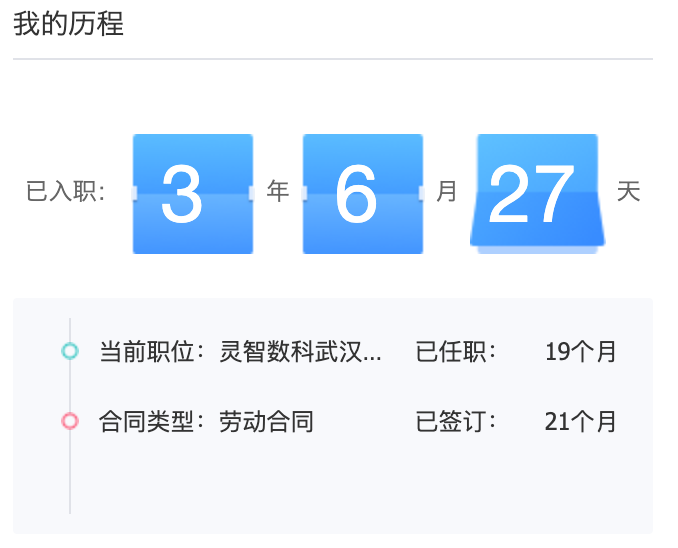 我的历程
已入职: 3 年 6 月 27 天
当前职位：灵智数科武汉... 已任职： 19个月
合同类型：劳动合同 已签订： 21个月